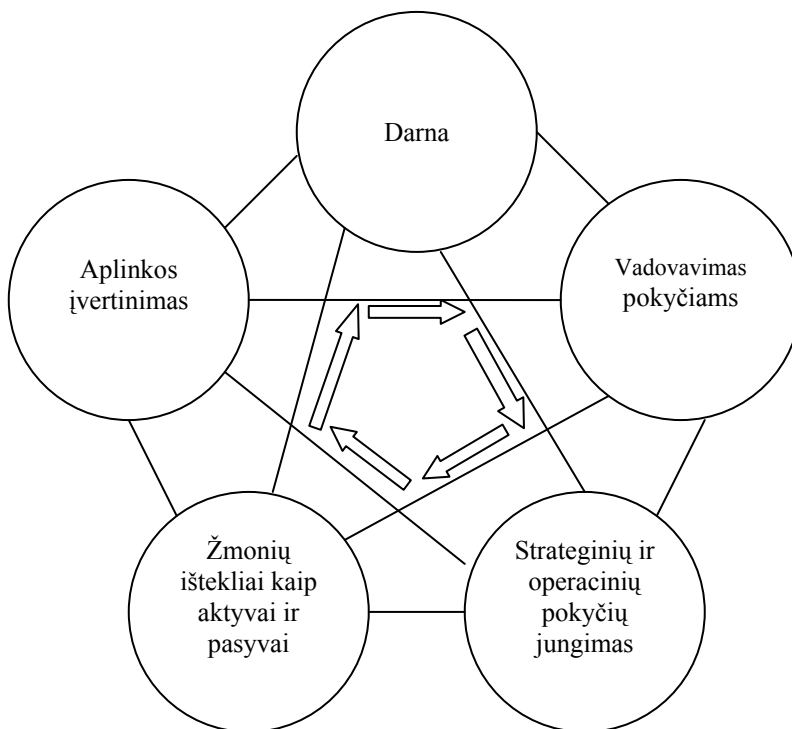 Darna
Aplinkos
įvertinimas
Vadovavimas
pokyčiams
Žmonių
ištekliai kaip
aktyvai ir
pasyvai
Strateginių ir
operacinių
pokyčių
jungimas